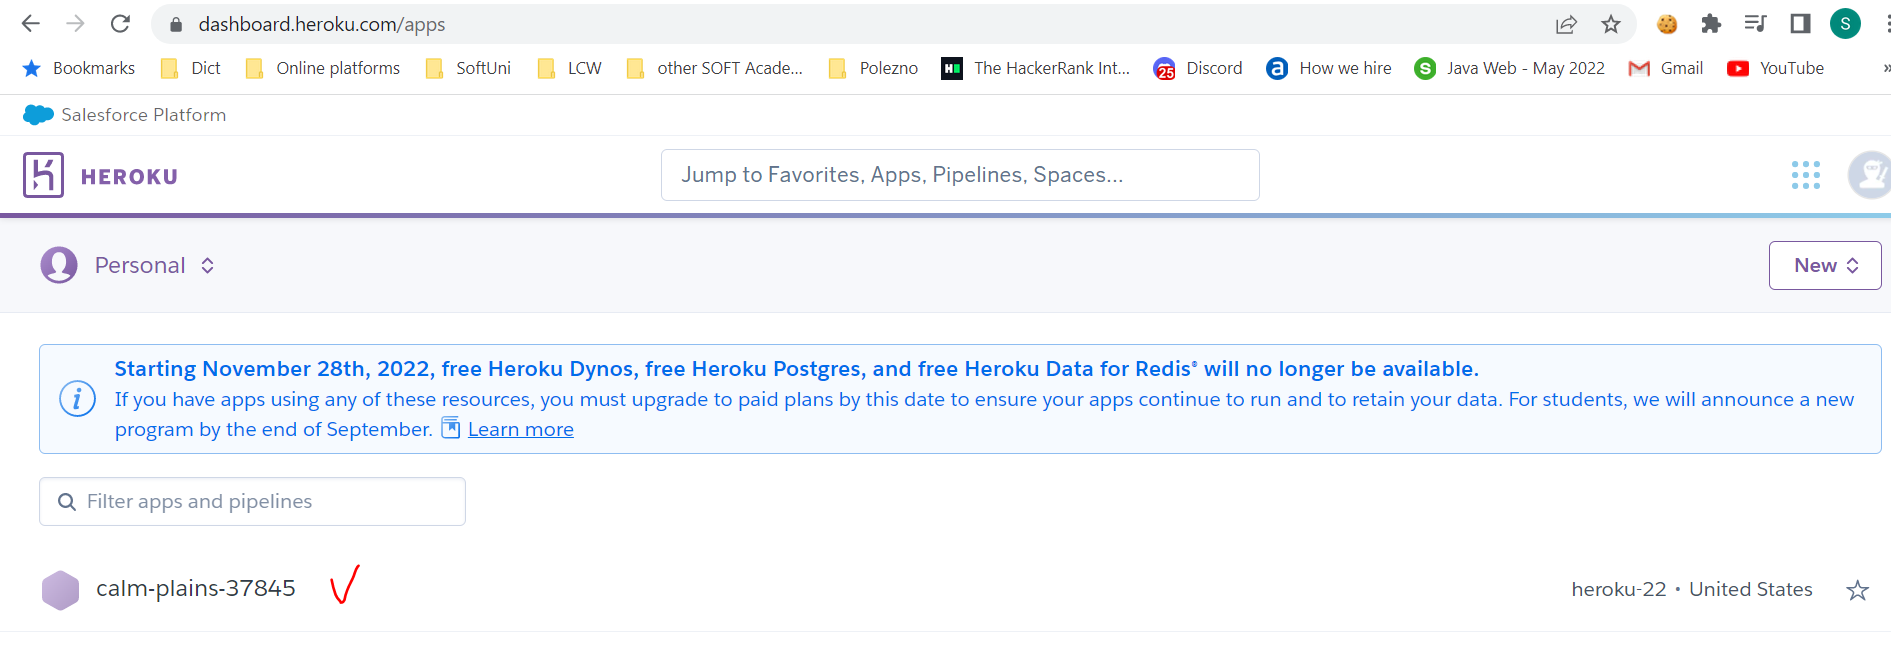 dashboard.heroku.com/apps
S
Bookmarks Dict Online platforms SoftUni LCW other SOFT Acade... Polezno The HackerRank Int... 25 Discord How we hire S Java Web - May 2022 Gmail YouTube »
Salesforce Platform
HEROKU
Jump to Favorites, Apps, Pipelines, Spaces...
Personal
New
Starting November 28th, 2022, free Heroku Dynos, free Heroku Postgres, and free Heroku Data for Redis® will no longer be available.
If you have apps using any of these resources, you must upgrade to paid plans by this date to ensure your apps continue to run and to retain your data. For students, we will announce a new
program by the end of September. Learn more
Filter apps and pipelines
calm-plains-37845
heroku-22 • United States